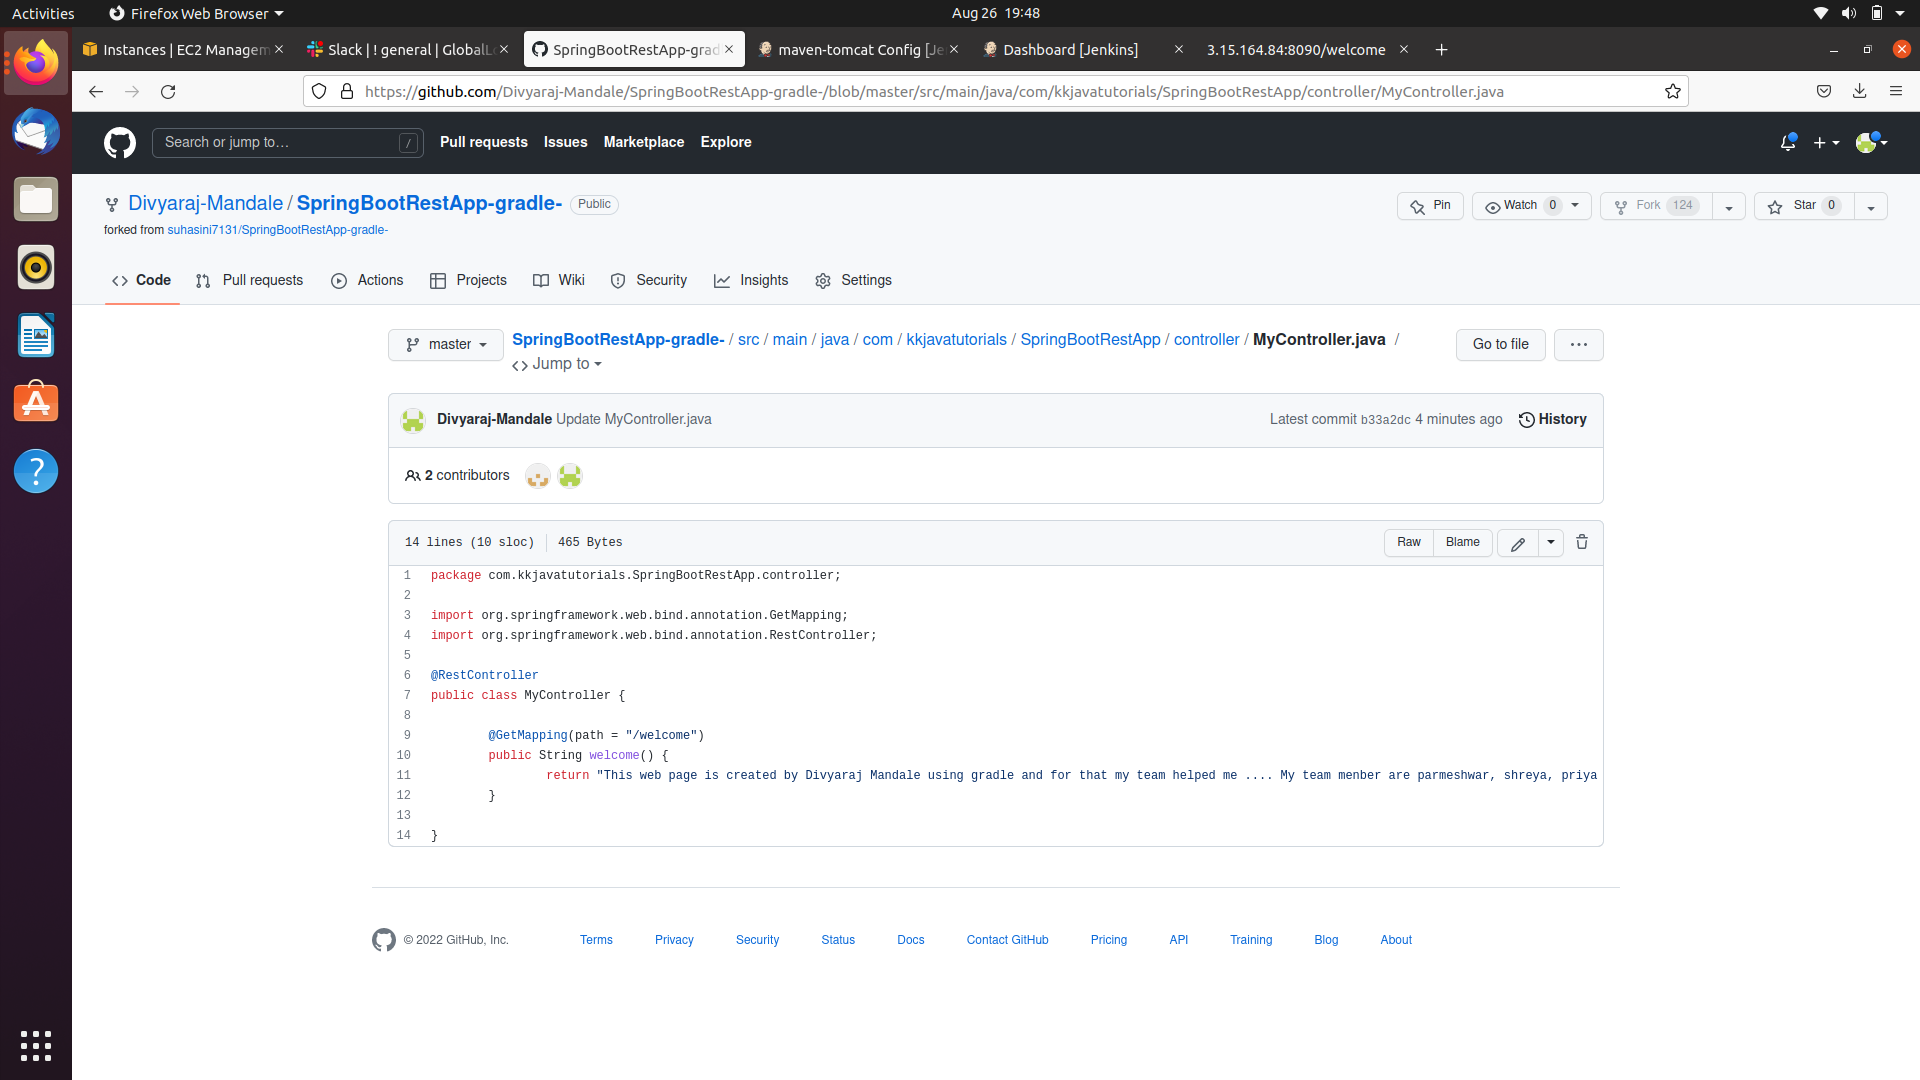 Activities Firefox Web Browser Aug 26 19:48
Instances | EC2 Managem Slack | ! general | GlobalL SpringBootRestApp-grad maven-tomcat Config [Je Dashboard [Jenkins] 3.15.164.84:8090/welcome
https://github.com/Divyaraj-Mandale/SpringBootRestApp-gradle-/blob/master/src/main/java/com/kkjavatutorials/SpringBootRestApp/controller/MyController.java
Search or jump to… / Pull requests Issues Marketplace Explore
Divyaraj-Mandale / SpringBootRestApp-gradle- Public Pin Watch 0 Fork 124 Star 0
forked from suhasini7131/SpringBootRestApp-gradle-
Code Pull requests Actions Projects Wiki Security Insights Settings
master SpringBootRestApp-gradle- / src / main / java / com / kkjavatutorials / SpringBootRestApp / controller / MyController.java / Go to file ...
<> Jump to
Divyaraj-Mandale Update MyController.java Latest commit b33a2dc 4 minutes ago History
2 contributors
14 lines (10 sloc) 465 Bytes Raw Blame
1 package com.kkjavatutorials.SpringBootRestApp.controller;
2
3 import org.springframework.web.bind.annotation.GetMapping;
4 import org.springframework.web.bind.annotation.RestController;
5
6 @RestController
7 public class MyController {
8
9 @GetMapping(path = "/welcome")
10 public String welcome() {
11 return "This web page is created by Divyaraj Mandale using gradle and for that my team helped me .... My team menber are parmeshwar, shreya, priya
12 }
13
14 }
© 2022 GitHub, Inc. Terms Privacy Security Status Docs Contact GitHub Pricing API Training Blog About